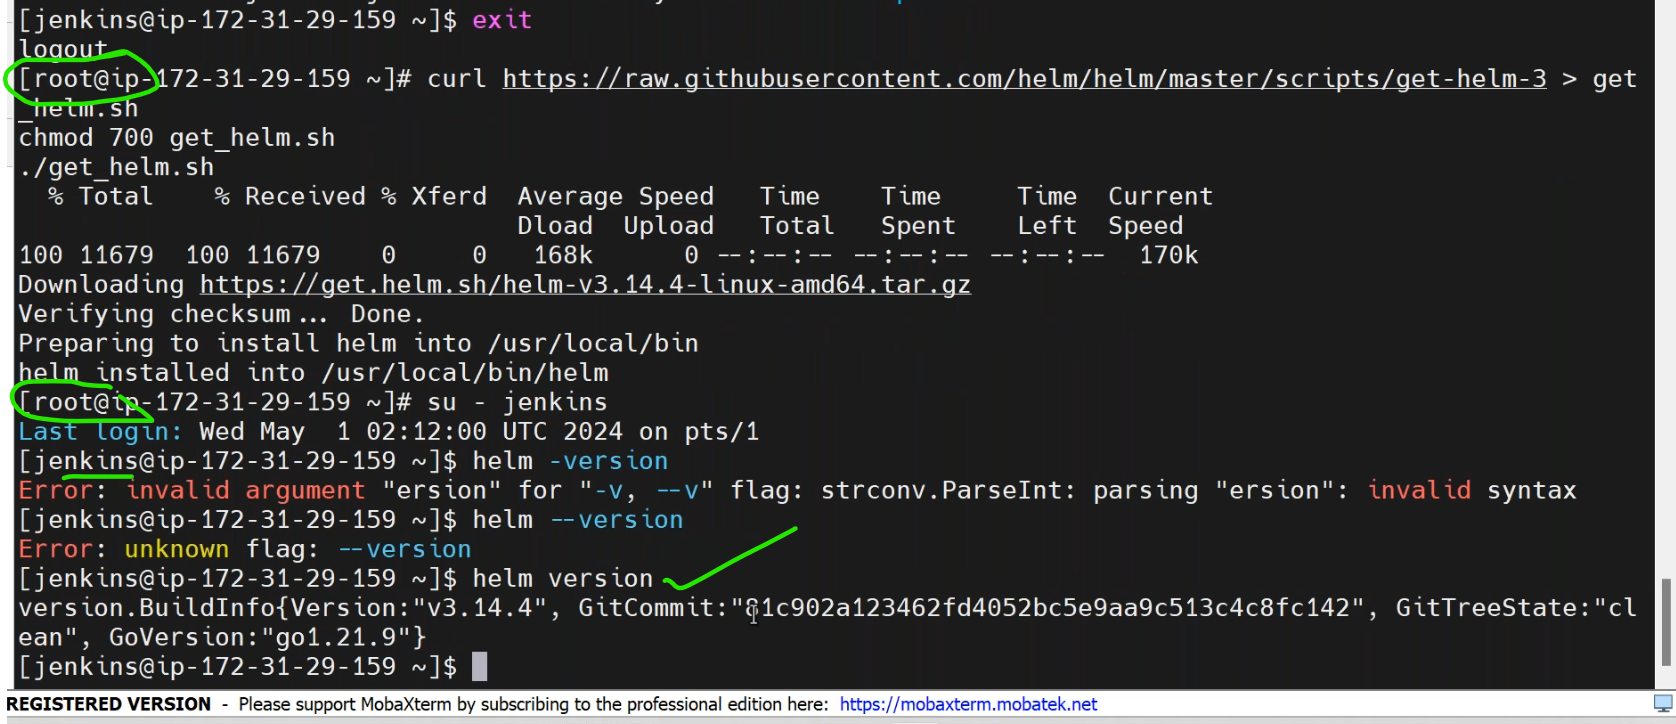 [jenkins@ip-172-31-29-159 ~]$ exit
logout
[root@ip-172-31-29-159 ~]# curl https://raw.githubusercontent.com/helm/helm/master/scripts/get-helm-3 > get
_helm.sh
chmod 700 get_helm.sh
./get_helm.sh
% Total % Received % Xferd Average Speed Time Time Time Current
Dload Upload Total Spent Left Speed
100 11679 100 11679 0 0 168k 0 --:--:-- --:--:-- --:--:-- 170k
Downloading https://get.helm.sh/helm-v3.14.4-linux-amd64.tar.gz
Verifying checksum... Done.
Preparing to install helm into /usr/local/bin
helm installed into /usr/local/bin/helm
[root@ip-172-31-29-159 ~]# su - jenkins
Last login: Wed May 1 02:12:00 UTC 2024 on pts/1
[jenkins@ip-172-31-29-159 ~]$ helm -version
Error: invalid argument "ersion" for "-v, --v" flag: strconv.ParseInt: parsing "ersion": invalid syntax
[jenkins@ip-172-31-29-159 ~]$ helm --version
Error: unknown flag: --version
[jenkins@ip-172-31-29-159 ~]$ helm version
version.BuildInfo{Version:"v3.14.4", GitCommit:"81c902a123462fd4052bc5e9aa9c513c4c8fc142", GitTreeState:"cl
ean", GoVersion:"go1.21.9"}
[jenkins@ip-172-31-29-159 ~]$
REGISTERED VERSION - Please support MobaXterm by subscribing to the professional edition here: https://mobaxterm.mobatek.net